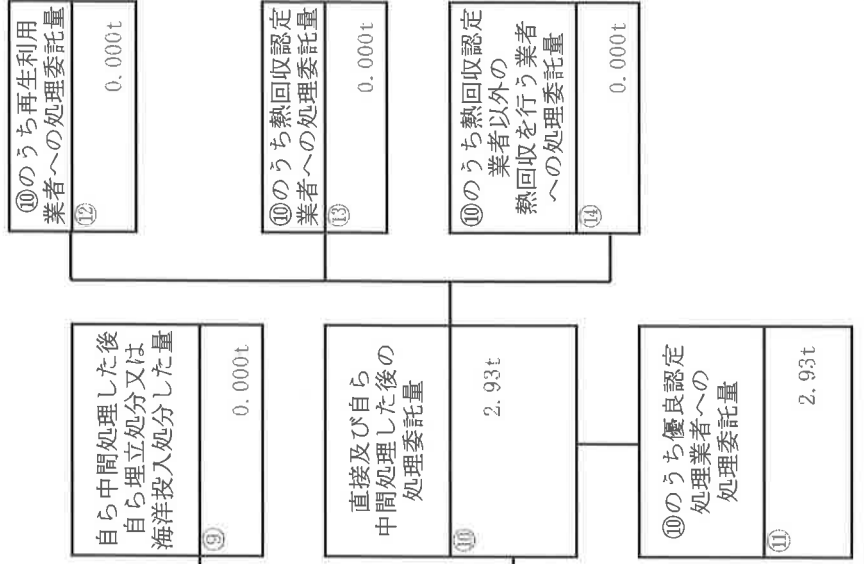 自ら中間処理した後
自ら埋立処分又は
海洋投入処分した量
⑨
0.000t
直接及び自ら
中間処理した後の
処理委託量
⑩
2.93t
⑩のうち優良認定
処理業者への
処理委託量
⑪
2.93t
⑩のうち再生利用
業者への処理委託量
⑫
0.000t
⑩のうち熱回収認定
業者への処理委託量
⑬
0.000t
⑩のうち熱回収認定
業者以外の
熱回収を行う業者
への処理委託量
⑭
0.000t